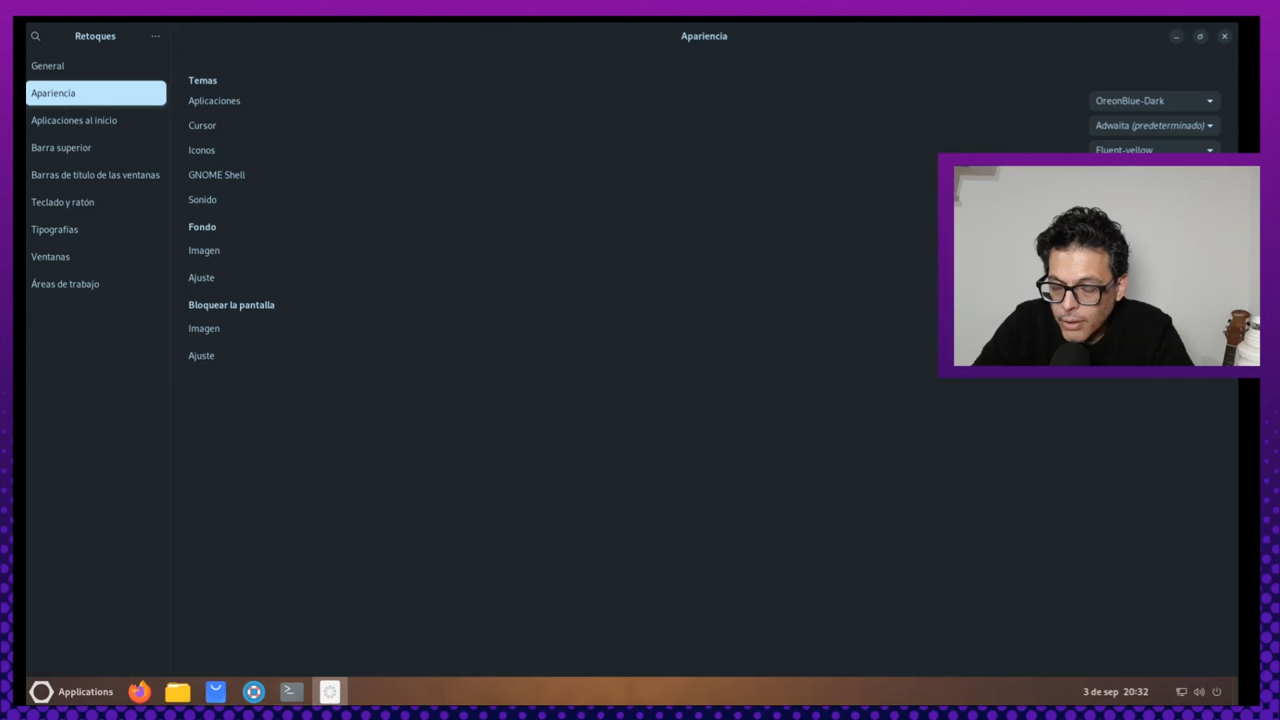 Retoques
Apariencia
General
Apariencia
Aplicaciones al inicio
Barra superior
Barras de título de las ventanas
Teclado y ratón
Tipografías
Ventanas
Áreas de trabajo
Temas
Aplicaciones
OreonBlue-Dark
Cursor
Adwaita (predeterminado)
Iconos
Fluent-yellow
GNOME Shell
Sonido
Fondo
Imagen
Ajuste
Bloquear la pantalla
Imagen
Ajuste
Applications
3 de sep 20:32